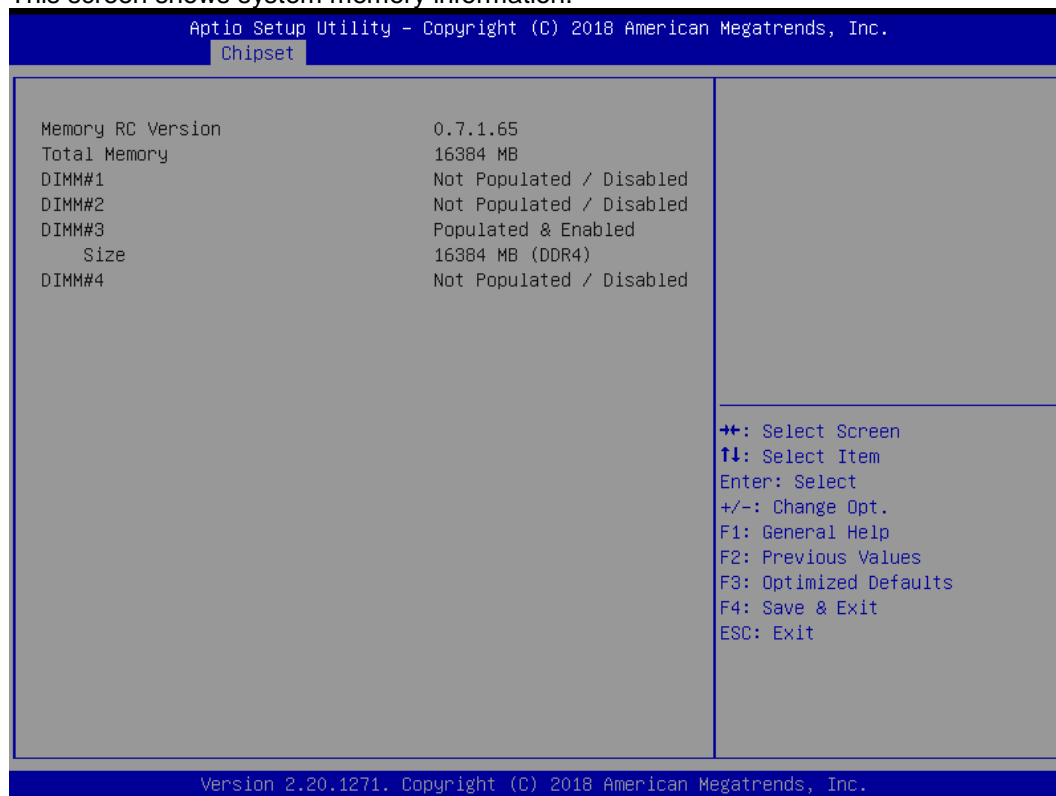 This screen shows system memory information.
Aptio Setup Utility – Copyright (C) 2018 American Megatrends, Inc.
Chipset
Memory RC Version 0.7.1.65
Total Memory 16384 MB
DIMM#1 Not Populated / Disabled
DIMM#2 Not Populated / Disabled
DIMM#3 Populated & Enabled
Size 16384 MB (DDR4)
DIMM#4 Not Populated / Disabled
→←: Select Screen
↑↓: Select Item
Enter: Select
+/-: Change Opt.
F1: General Help
F2: Previous Values
F3: Optimized Defaults
F4: Save & Exit
ESC: Exit
Version 2.20.1271. Copyright (C) 2018 American Megatrends, Inc.